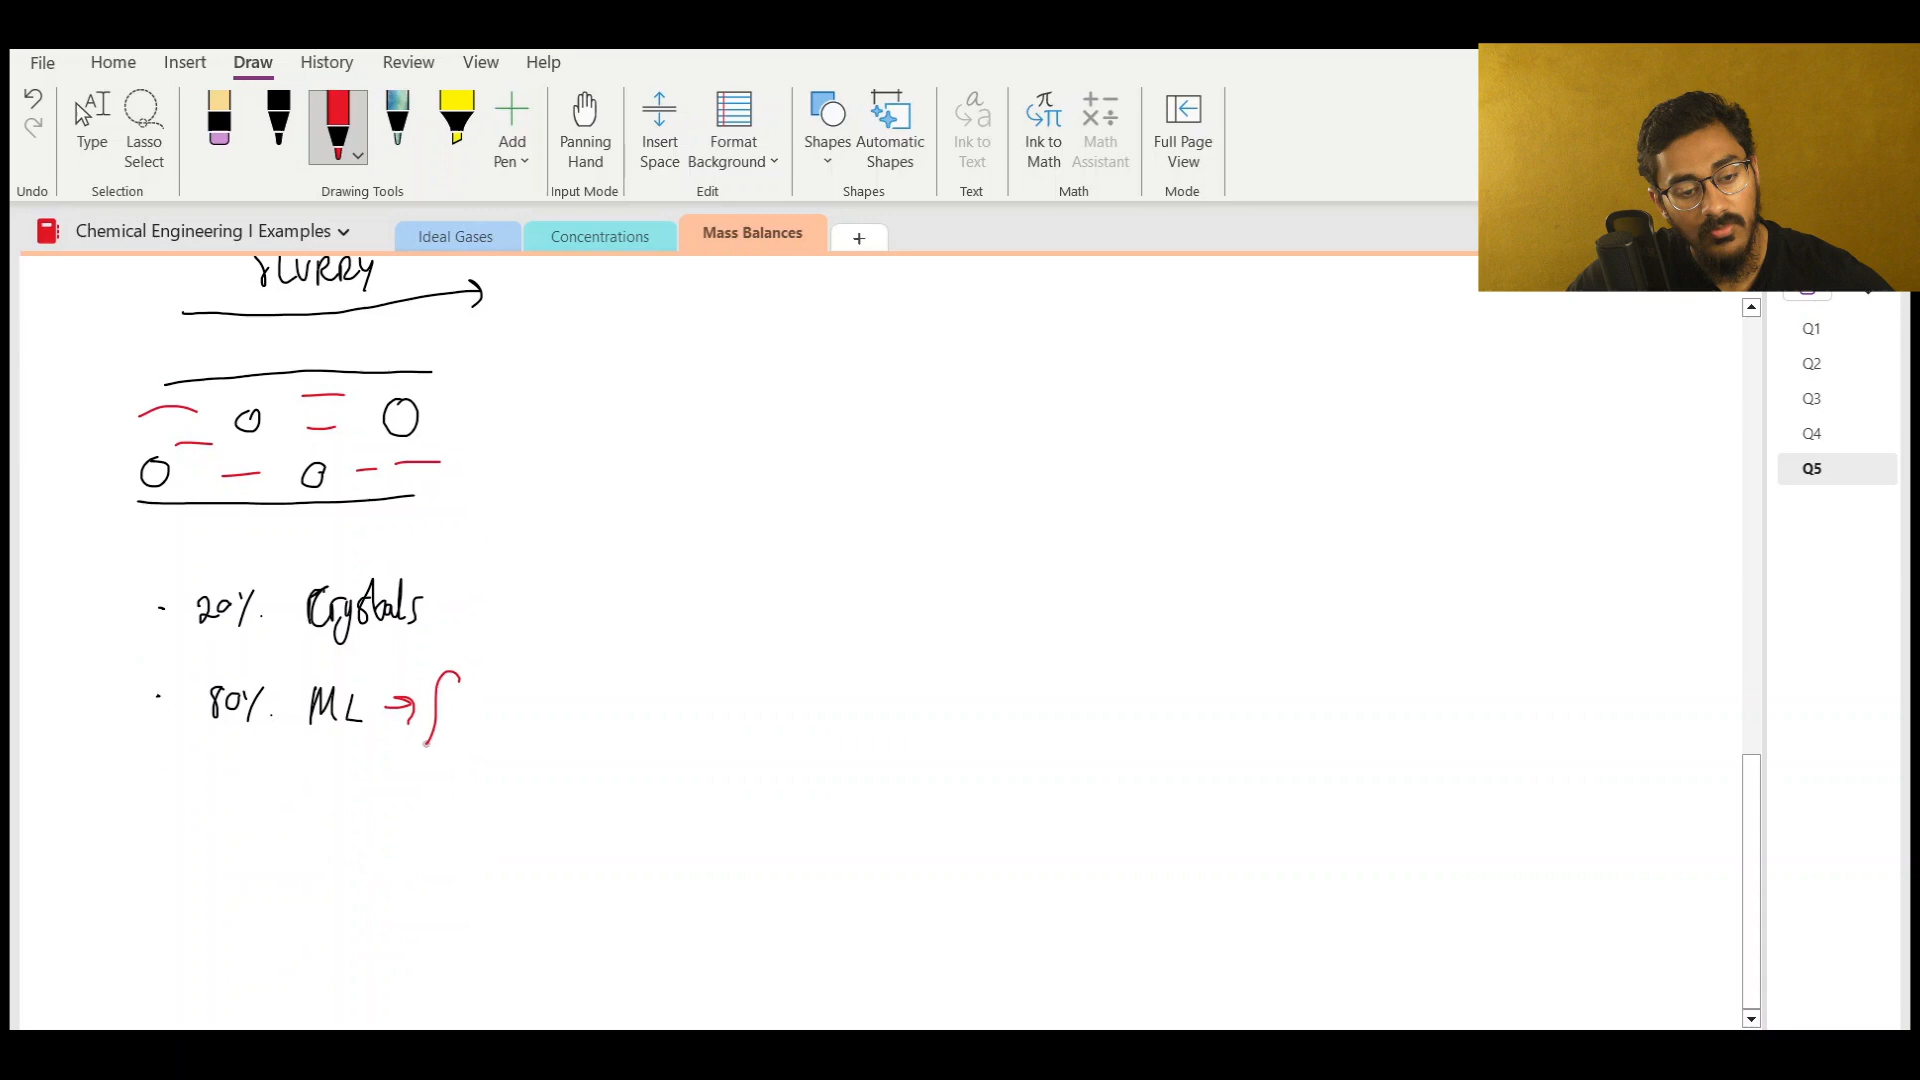 File Home Insert Draw History Review View Help
Type Lasso Select Add Pen Panning Hand Insert Space Format Background Shapes Automatic Shapes Ink to Text Ink to Math Math Assistant Full Page View
Undo Selection Drawing Tools Input Mode Edit Shapes Text Math Mode
Chemical Engineering I Examples Ideal Gases Concentrations Mass Balances +
SLURRY
Q1
Q2
Q3
Q4
Q5
· 20%. Crystals
· 80%. ML →